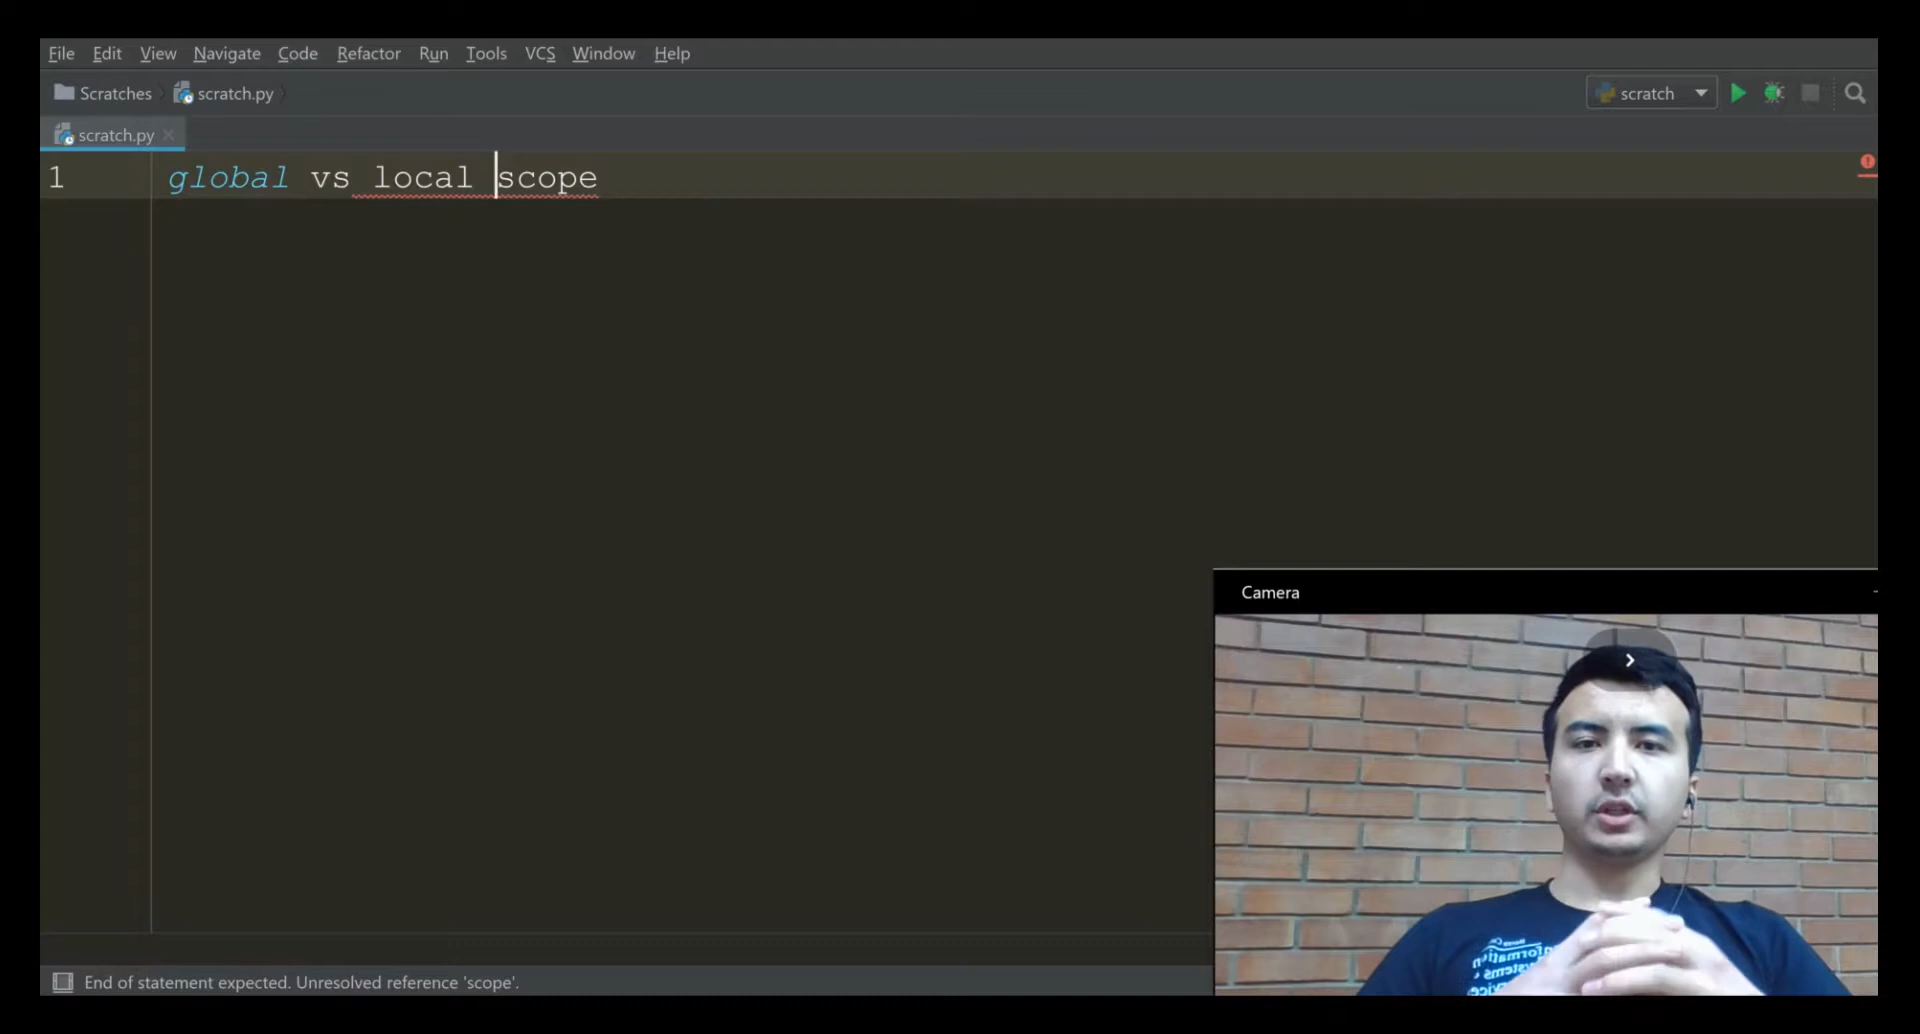 File Edit View Navigate Code Refactor Run Tools VCS Window Help
Scratches scratch.py
scratch
scratch.py
1 global vs local scope
Camera
End of statement expected. Unresolved reference 'scope'.